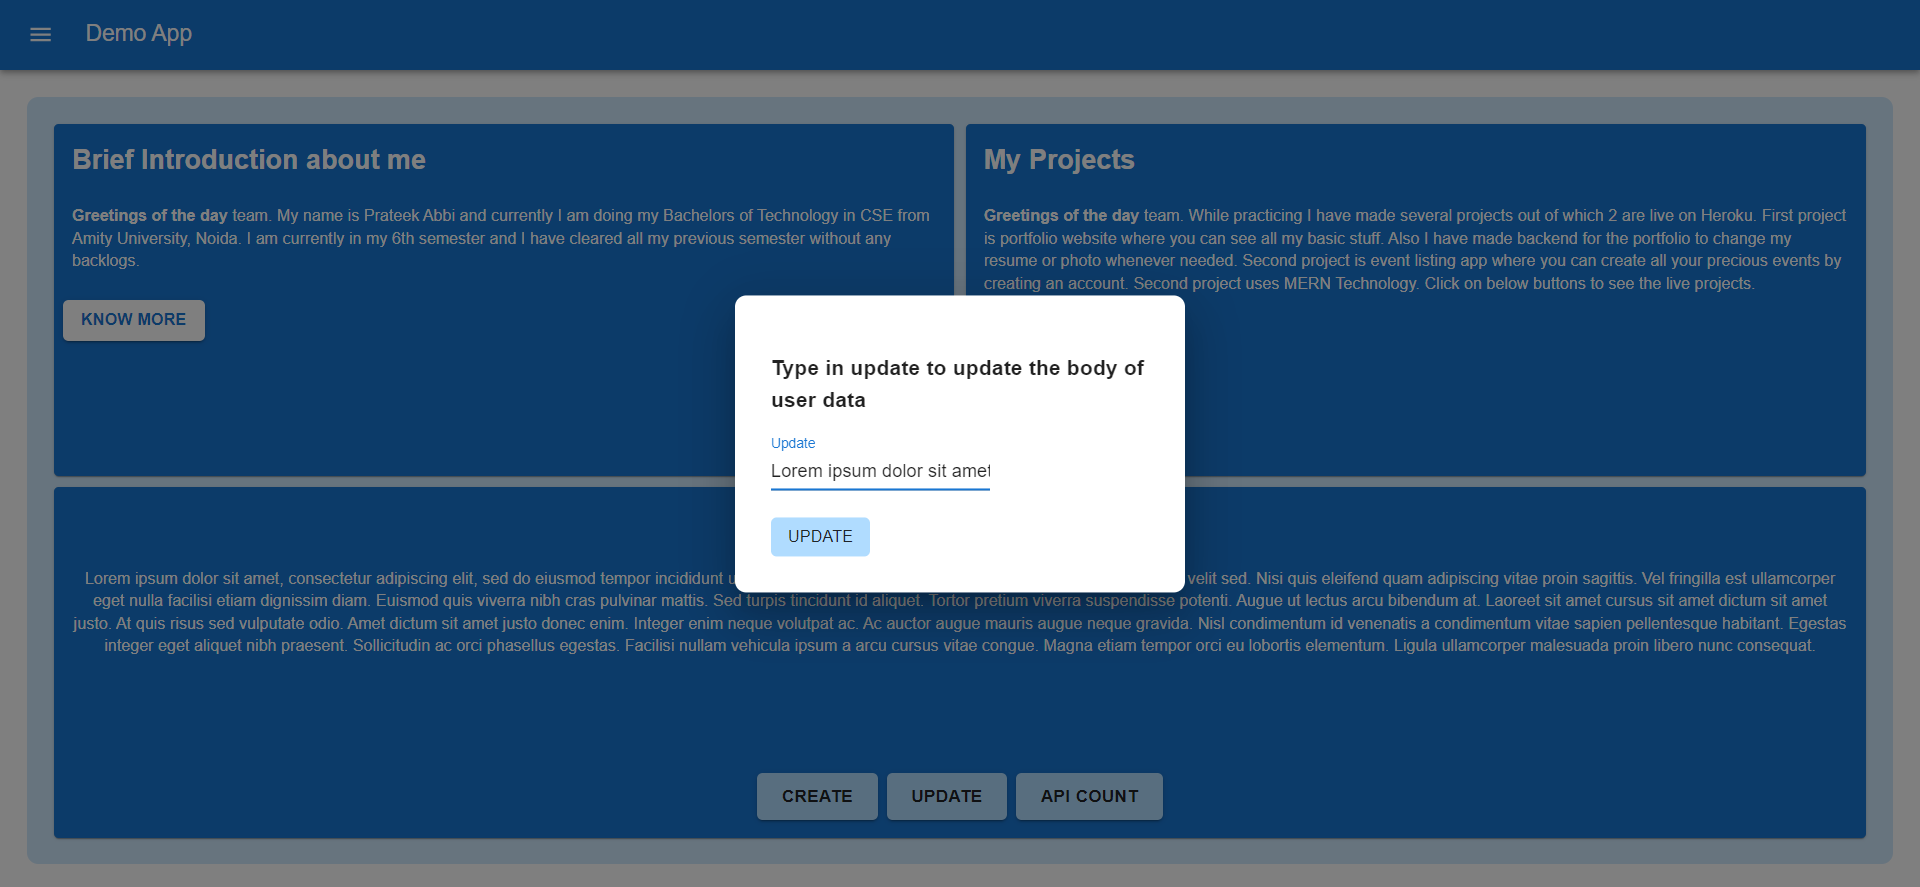 Demo App
Brief Introduction about me
Greetings of the day team. My name is Prateek Abbi and currently I am doing my Bachelors of Technology in CSE from
Amity University, Noida. I am currently in my 6th semester and I have cleared all my previous semester without any
backlogs.
KNOW MORE
My Projects
Greetings of the day team. While practicing I have made several projects out of which 2 are live on Heroku. First project
is portfolio website where you can see all my basic stuff. Also I have made backend for the portfolio to change my
resume or photo whenever needed. Second project is event listing app where you can create all your precious events by
creating an account. Second project uses MERN Technology. Click on below buttons to see the live projects.
Type in update to update the body of
user data
Update
Lorem ipsum dolor sit amet
UPDATE
Lorem ipsum dolor sit amet, consectetur adipiscing elit, sed do eiusmod tempor incididunt velit sed. Nisi quis eleifend quam adipiscing vitae proin sagittis. Vel fringilla est ullamcorper
eget nulla facilisi etiam dignissim diam. Euismod quis viverra nibh cras pulvinar mattis. Sed turpis tincidunt id aliquet. Tortor pretium viverra suspendisse potenti. Augue ut lectus arcu bibendum at. Laoreet sit amet cursus sit amet dictum sit amet
justo. At quis risus sed vulputate odio. Amet dictum sit amet justo donec enim. Integer enim neque volutpat ac. Ac auctor augue mauris augue neque gravida. Nisl condimentum id venenatis a condimentum vitae sapien pellentesque habitant. Egestas
integer eget aliquet nibh praesent. Sollicitudin ac orci phasellus egestas. Facilisi nullam vehicula ipsum a arcu cursus vitae congue. Magna etiam tempor orci eu lobortis elementum. Ligula ullamcorper malesuada proin libero nunc consequat.
CREATE
UPDATE
API COUNT